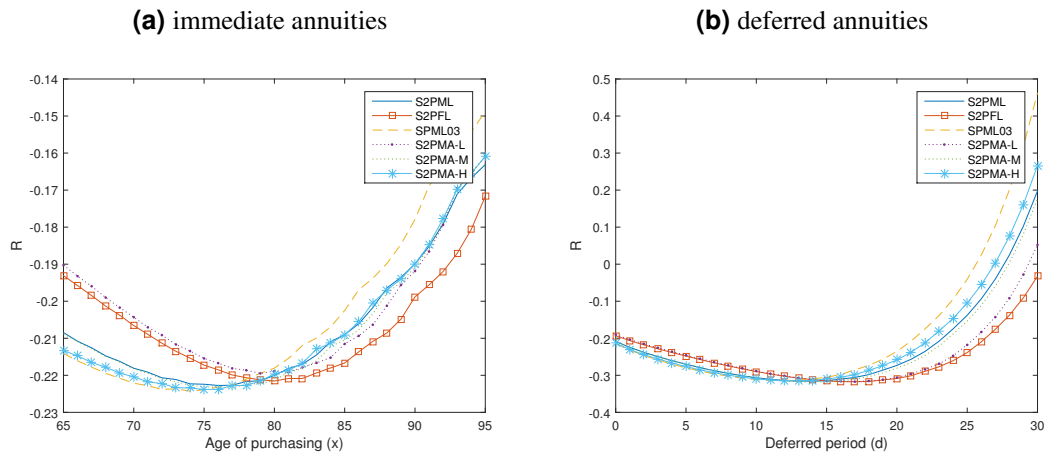 (a) immediate annuities
(b) deferred annuities
-0.14
-0.15
-0.16
-0.17
-0.18
-0.19
-0.2
-0.21
-0.22
-0.23
R
65 70 75 80 85 90 95
Age of purchasing (x)
S2PML
S2PFL
SPML03
S2PMA-L
S2PMA-M
S2PMA-H
0.5
0.4
0.3
0.2
0.1
0
-0.1
-0.2
-0.3
-0.4
R
0 5 10 15 20 25 30
Deferred period (d)
S2PML
S2PFL
SPML03
S2PMA-L
S2PMA-M
S2PMA-H